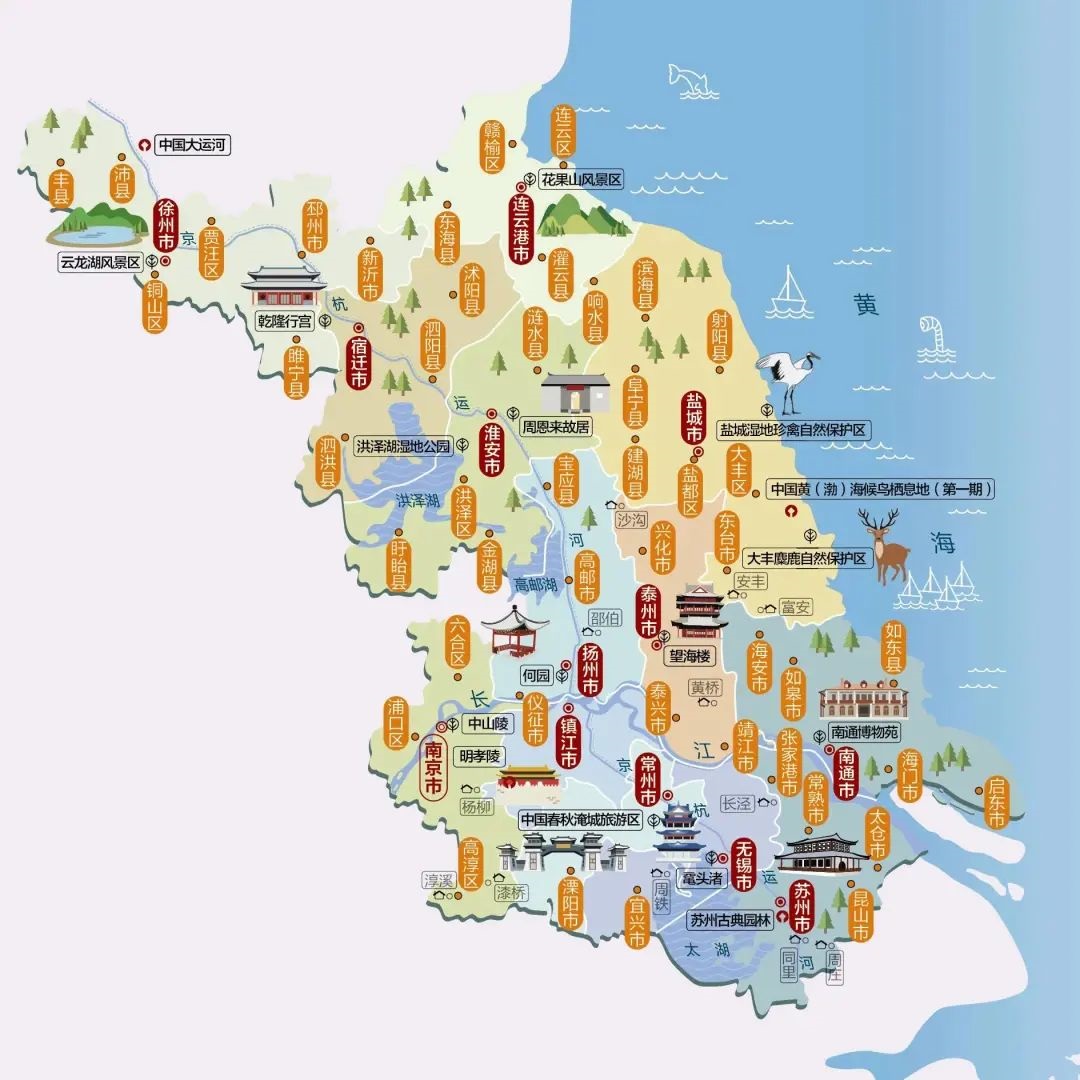 连云区
赣榆区
中国大运河
花果山风景区
丰县
沛县
徐州市
京
贾汪区
邳州市
连云港市
东海县
云龙湖风景区
铜山区
新沂市
沭阳县
灌云县
响水县
滨海县
射阳县
黄
乾隆行宫
杭
睢宁县
宿迁市
泗阳县
涟水县
运
阜宁县
盐城市
周恩来故居
盐城湿地珍禽自然保护区
淮安市
泗洪县
洪泽湖湿地公园
洪泽湖
洪泽区
宝应县
建湖县
盐都区
大丰区
中国黄（渤）海候鸟栖息地（第一期）
沙沟
兴化市
东台市
海
盱眙县
金湖县
河
高邮湖
高邮市
大丰麋鹿自然保护区
安丰
富安
泰州市
邵伯
六合区
望海楼
何园
扬州市
海安市
如皋市
如东县
黄桥
长
浦口区
中山陵
仪征市
镇江市
泰兴市
江
靖江市
张家港市
南通博物苑
南通市
海门市
启东市
南京市
明孝陵
京
常州市
杭
长泾
常熟市
太仓市
杨柳
中国春秋淹城旅游区
高淳区
淳溪
漆桥
溧阳市
宜兴市
周铁
鼋头渚
无锡市
运
苏州市
昆山市
苏州古典园林
太湖
同里
河
周庄